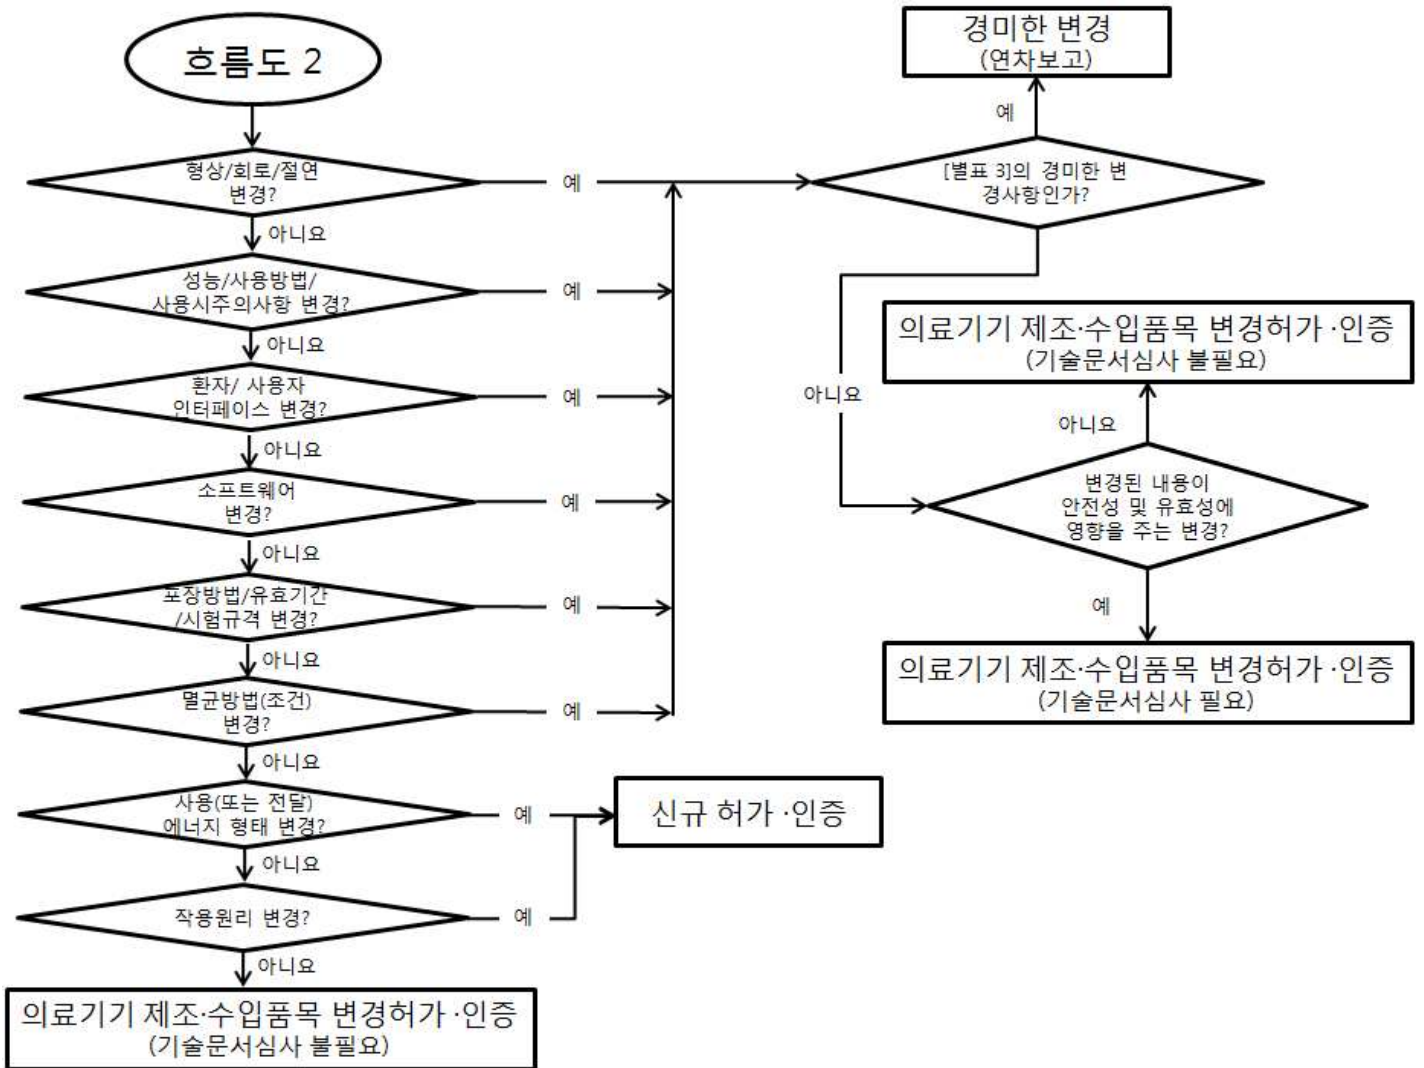 흐름도 2
형상/회로/절연
변경?
예
아니요
성능/사용방법/
사용시주의사항 변경?
예
아니요
환자/ 사용자
인터페이스 변경?
예
아니요
소프트웨어
변경?
예
아니요
포장방법/유효기간
/시험규격 변경?
예
아니요
멸균방법(조건)
변경?
예
아니요
사용(또는 전달)
에너지 형태 변경?
예
신규 허가 ·인증
아니요
작용원리 변경?
예
아니요
의료기기 제조·수입품목 변경허가 ·인증
(기술문서심사 불필요)
경미한 변경
(연차보고)
예
[별표 3]의 경미한 변
경사항인가?
아니요
의료기기 제조·수입품목 변경허가 ·인증
(기술문서심사 불필요)
아니요
변경된 내용이
안전성 및 유효성에
영향을 주는 변경?
예
의료기기 제조·수입품목 변경허가 ·인증
(기술문서심사 필요)